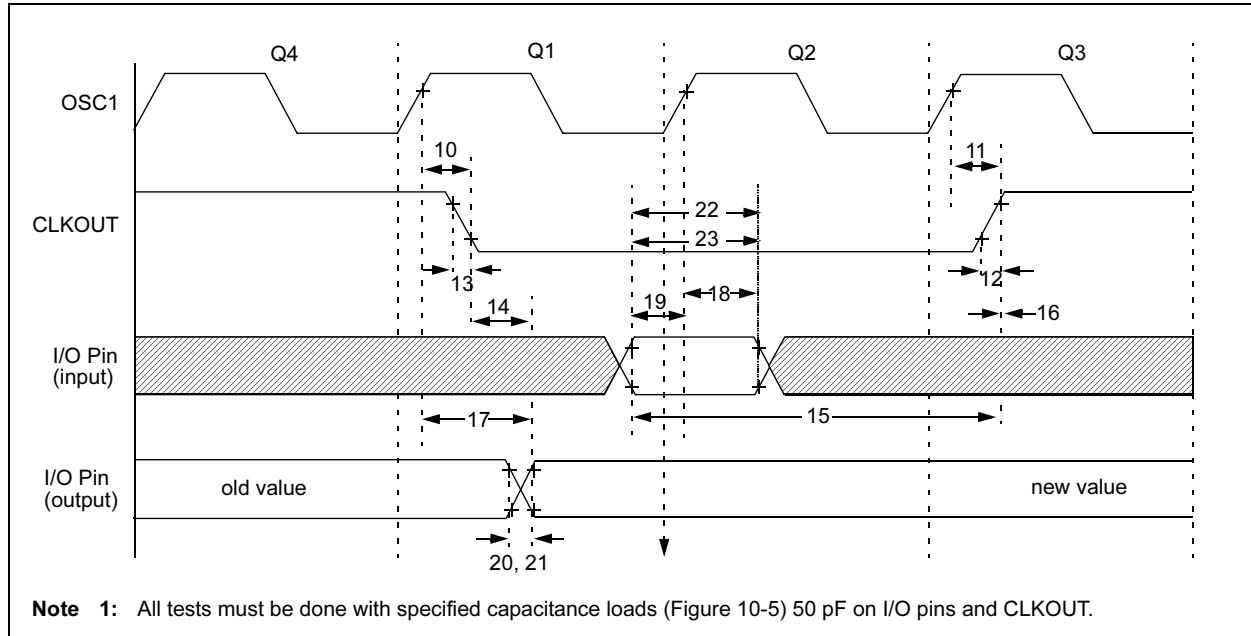 Q4 Q1 Q2 Q3
OSC1
10 11
CLKOUT
22
23
13 12
14 19 18 16
I/O Pin
(input)
17 15
I/O Pin
(output)
old value new value
20, 21
Note 1: All tests must be done with specified capacitance loads (Figure 10-5) 50 pF on I/O pins and CLKOUT.